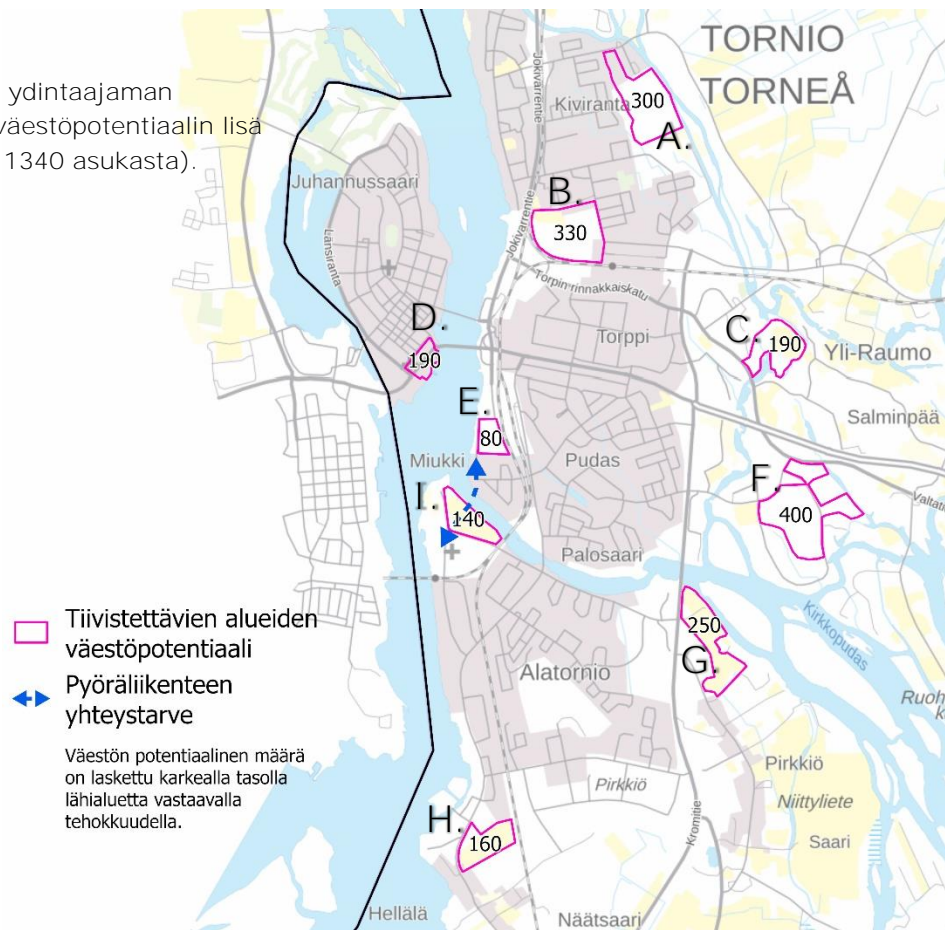 TORNIO
TORNEÅ
ydintaajaman
väestöpotentiaalin lisä
1340 asukasta).
Jokivarrentie
Kiviranta
300
A.
Juhannussaari
Länsiranta
B.
330
Jokivarrentie
Torpin rinnakkaiskatu
Torppi
C.
190
Yli-Raumo
D.
190
Salminpää
E.
80
Miukki
Pudas
F.
400
I.
140
Palosaari
Kirkkopudas
Tiivistettävien alueiden
väestöpotentiaali
Pyöräliikenteen
yhteystarve
Väestön potentiaalinen määrä
on laskettu karkealla tasolla
lähialuetta vastaavalla
tehokkuudella.
250
G.
Alatornio
Pirkkiö
Kromitie
Pirkkiö
Niittyliete
Saari
H.
160
Hellälä
Näätsaari